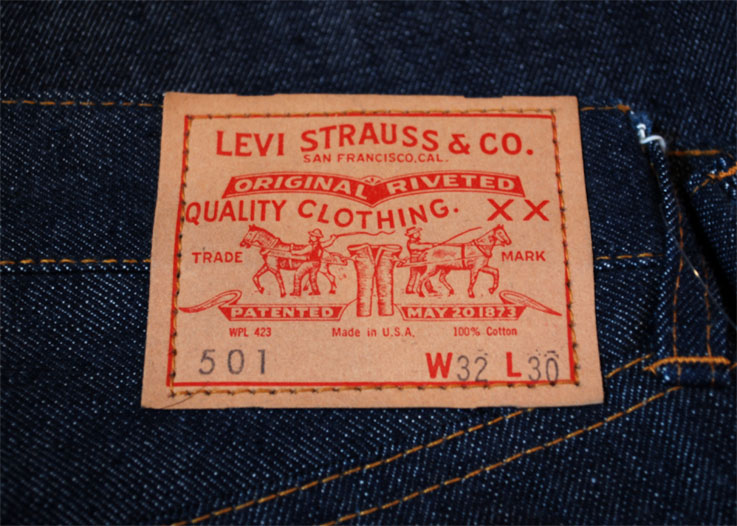 LEVI STRAUSS & CO.
SAN FRANCISCO, CAL.
ORIGINAL RIVETED
QUALITY CLOTHING. XX
TRADE MARK
PATENTED MAY 20 1873
WPL 423 Made in U.S.A. 100% Cotton
501 W32 L30